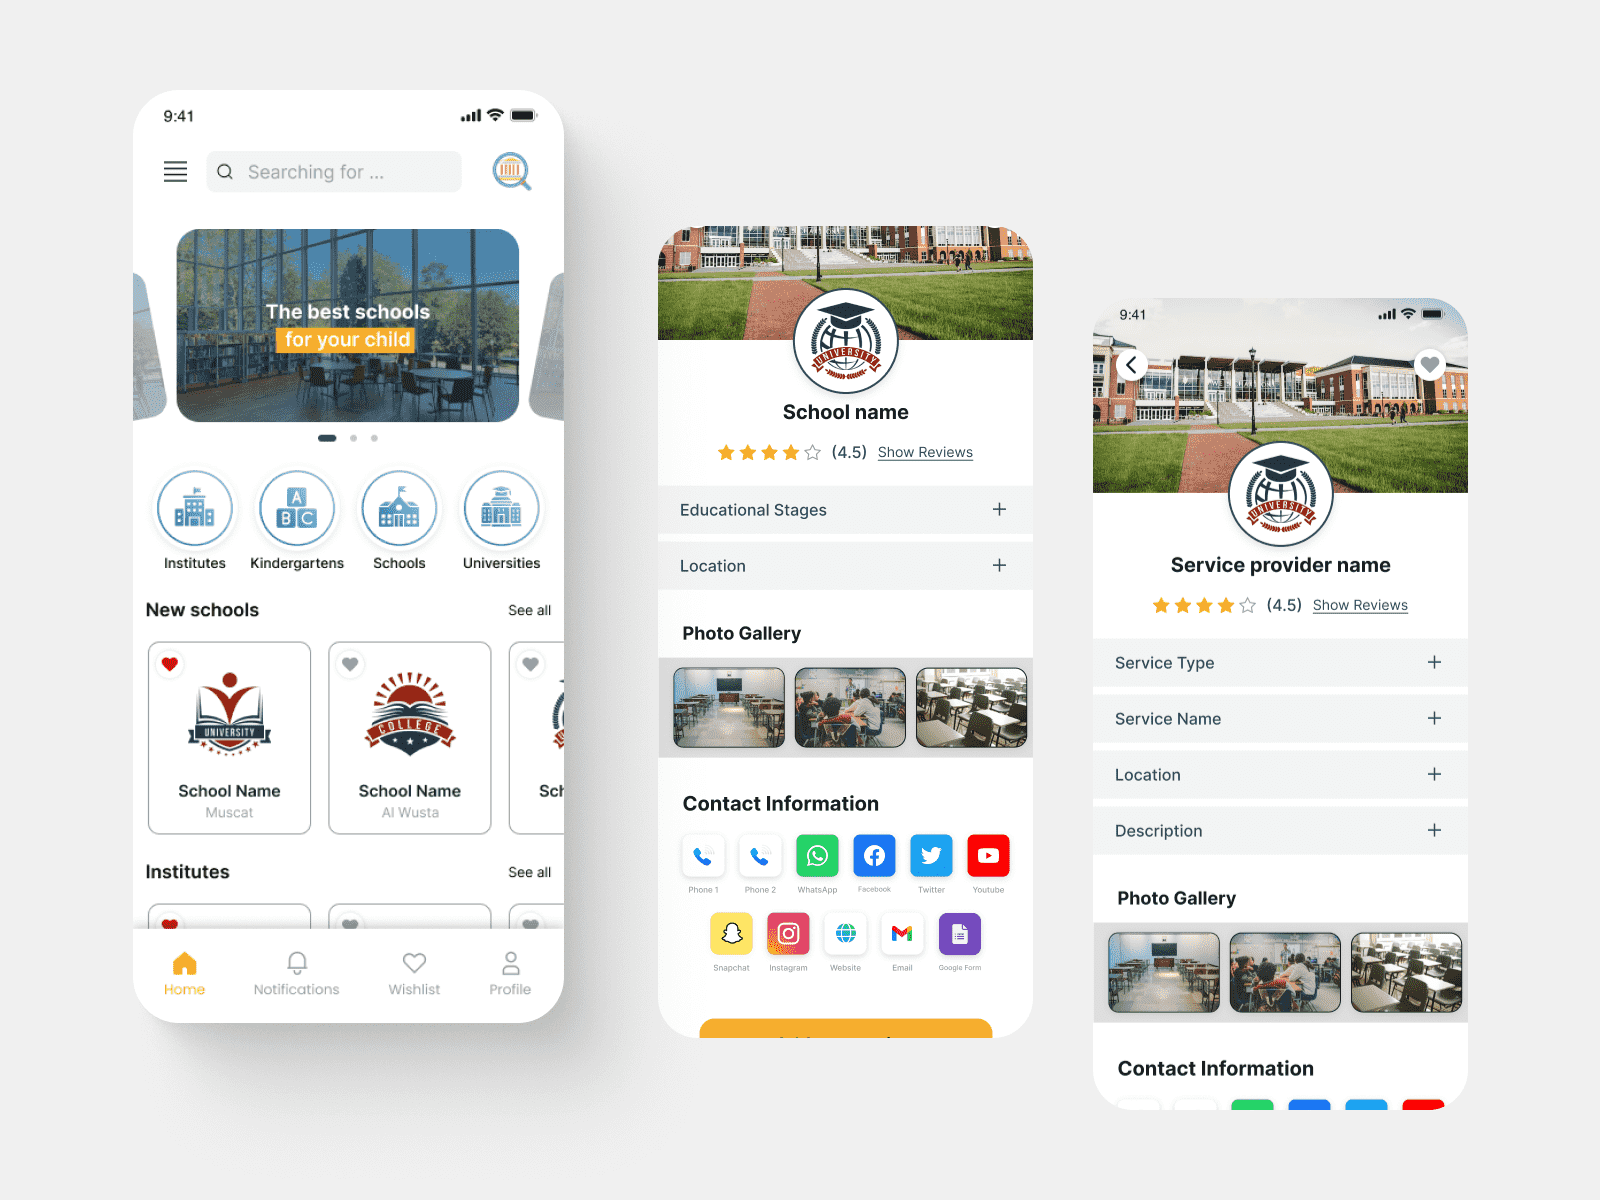 9:41
Searching for ...
The best schools
for your child
Institutes
Kindergartens
Schools
Universities
New schools
See all
UNIVERSITY
School Name
Muscat
COLLEGE
School Name
Al Wusta
Sch
Institutes
See all
Home
Notifications
Wishlist
Profile
UNIVERSITY
School name
(4.5)
Show Reviews
Educational Stages
Location
Photo Gallery
Contact Information
Phone 1
Phone 2
WhatsApp
Facebook
Twitter
Youtube
Snapchat
Instagram
Website
Email
Google Form
9:41
UNIVERSITY
Service provider name
(4.5)
Show Reviews
Service Type
Service Name
Location
Description
Photo Gallery
Contact Information